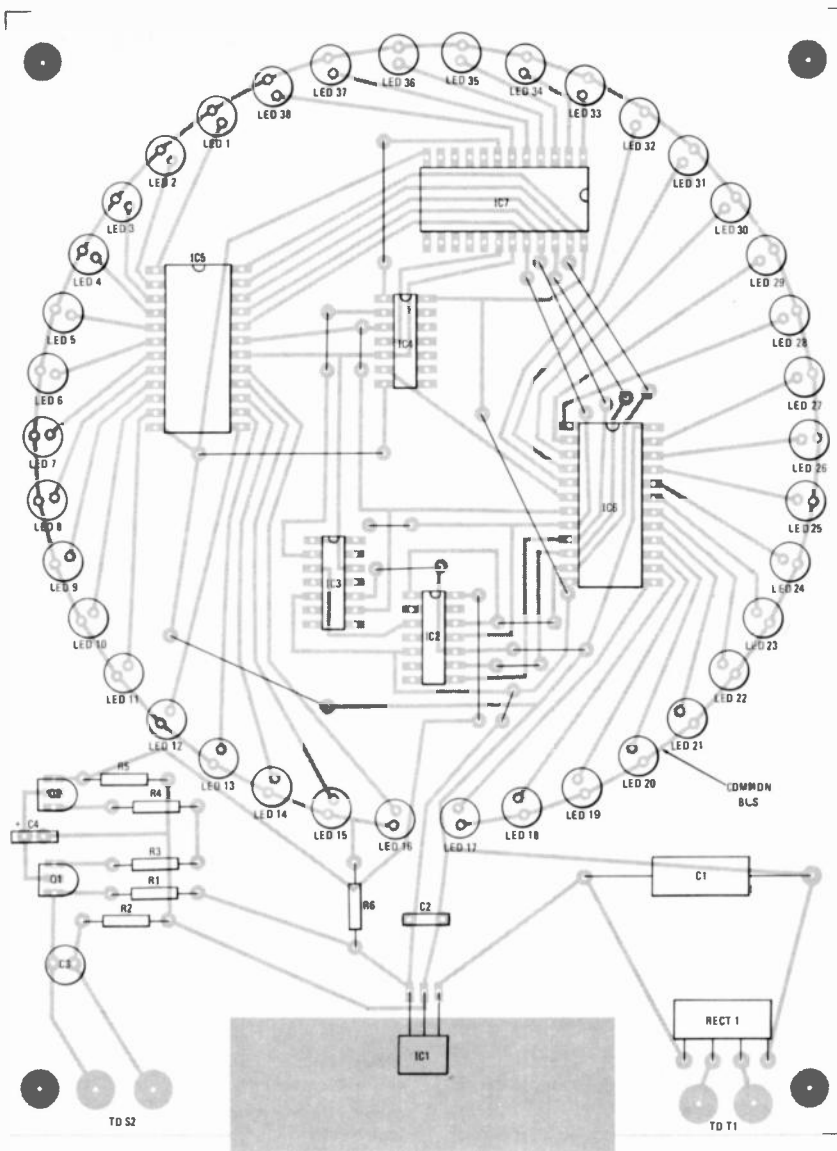 LED 37
LED 36
LED 35
LED 34
LED 33
LED 38
LED 1
LED 32
LED 2
LED 31
LED 3
IC7
LED 30
LED 4
IC5
LED 29
LED 5
IC4
LED 28
LED 6
LED 27
LED 7
LED 26
LED 8
IC6
LED 25
LED 9
IC3
LED 24
LED 10
IC2
LED 23
LED 11
LED 22
LED 12
LED 21
LED 13
LED 20
COMMON
BUS
R5
LED 14
LED 19
Q2
R4
LED 15
LED 16
LED 17
LED 18
+ C4
R3
Q1
R1
C1
R6
C2
R2
C3
RECT 1
IC1
TO S2
TO T1